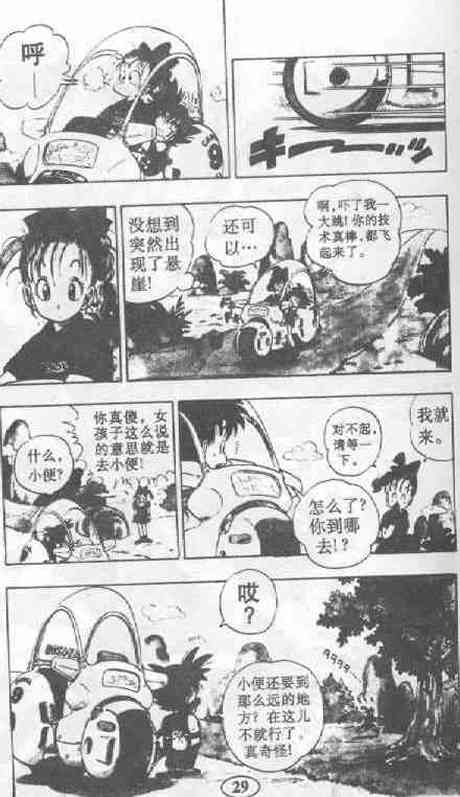 キーッ
呼
—
啊,吓了我一
大跳!你的技
术真棒,都飞
起来了。
还可
以…
没想到
突然出
现了悬
崖!
我就
来。
对不起,
请等一
下。
怎么了?
你到哪
去!?
你真傻,女
孩子这么说
的意思就是
去小便!
什么,
小便?
哎
?
タタタタ
小便还要到
那么远的地
方?在这儿
不就行了。
真奇怪!
29